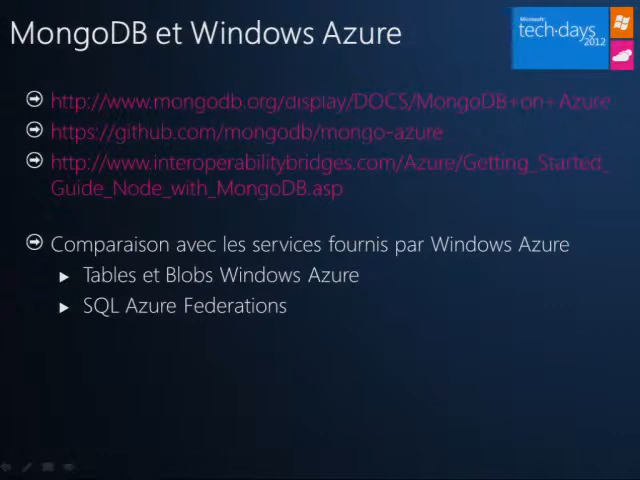 MongoDB et Windows Azure
Microsoft
tech·days
2012
http://www.mongodb.org/display/DOCS/MongoDB+on+Azure
https://github.com/mongodb/mongo-azure
http://www.interoperabilitybridges.com/Azure/Getting_Started_
Guide_Node_with_MongoDB.asp
Comparaison avec les services fournis par Windows Azure
Tables et Blobs Windows Azure
SQL Azure Federations